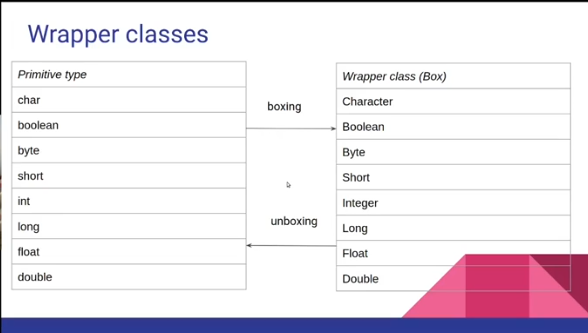 Wrapper classes
Primitive type
char
boolean
byte
short
int
long
float
double
boxing
unboxing
Wrapper class (Box)
Character
Boolean
Byte
Short
Integer
Long
Float
Double